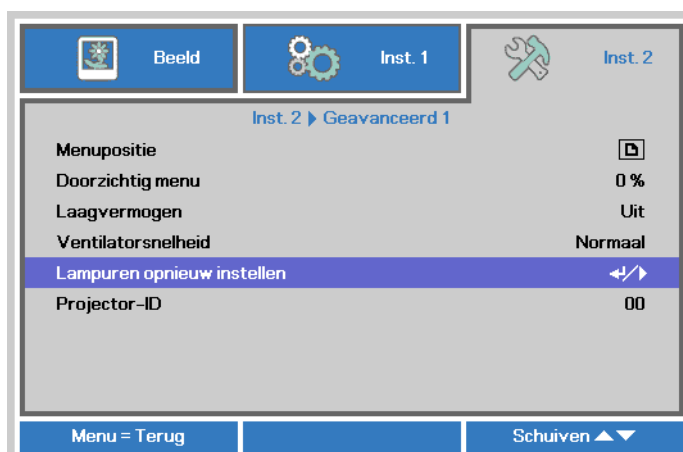 Beeld
Inst. 1
Inst. 2
Inst. 2 ▶ Geavanceerd 1
Menupositie
Doorzichtig menu 0 %
Laagvermogen Uit
Ventilatorsnelheid Normaal
Lampuren opnieuw instellen ↵/▶
Projector-ID 00
Menu = Terug
Schuiven ▲▼